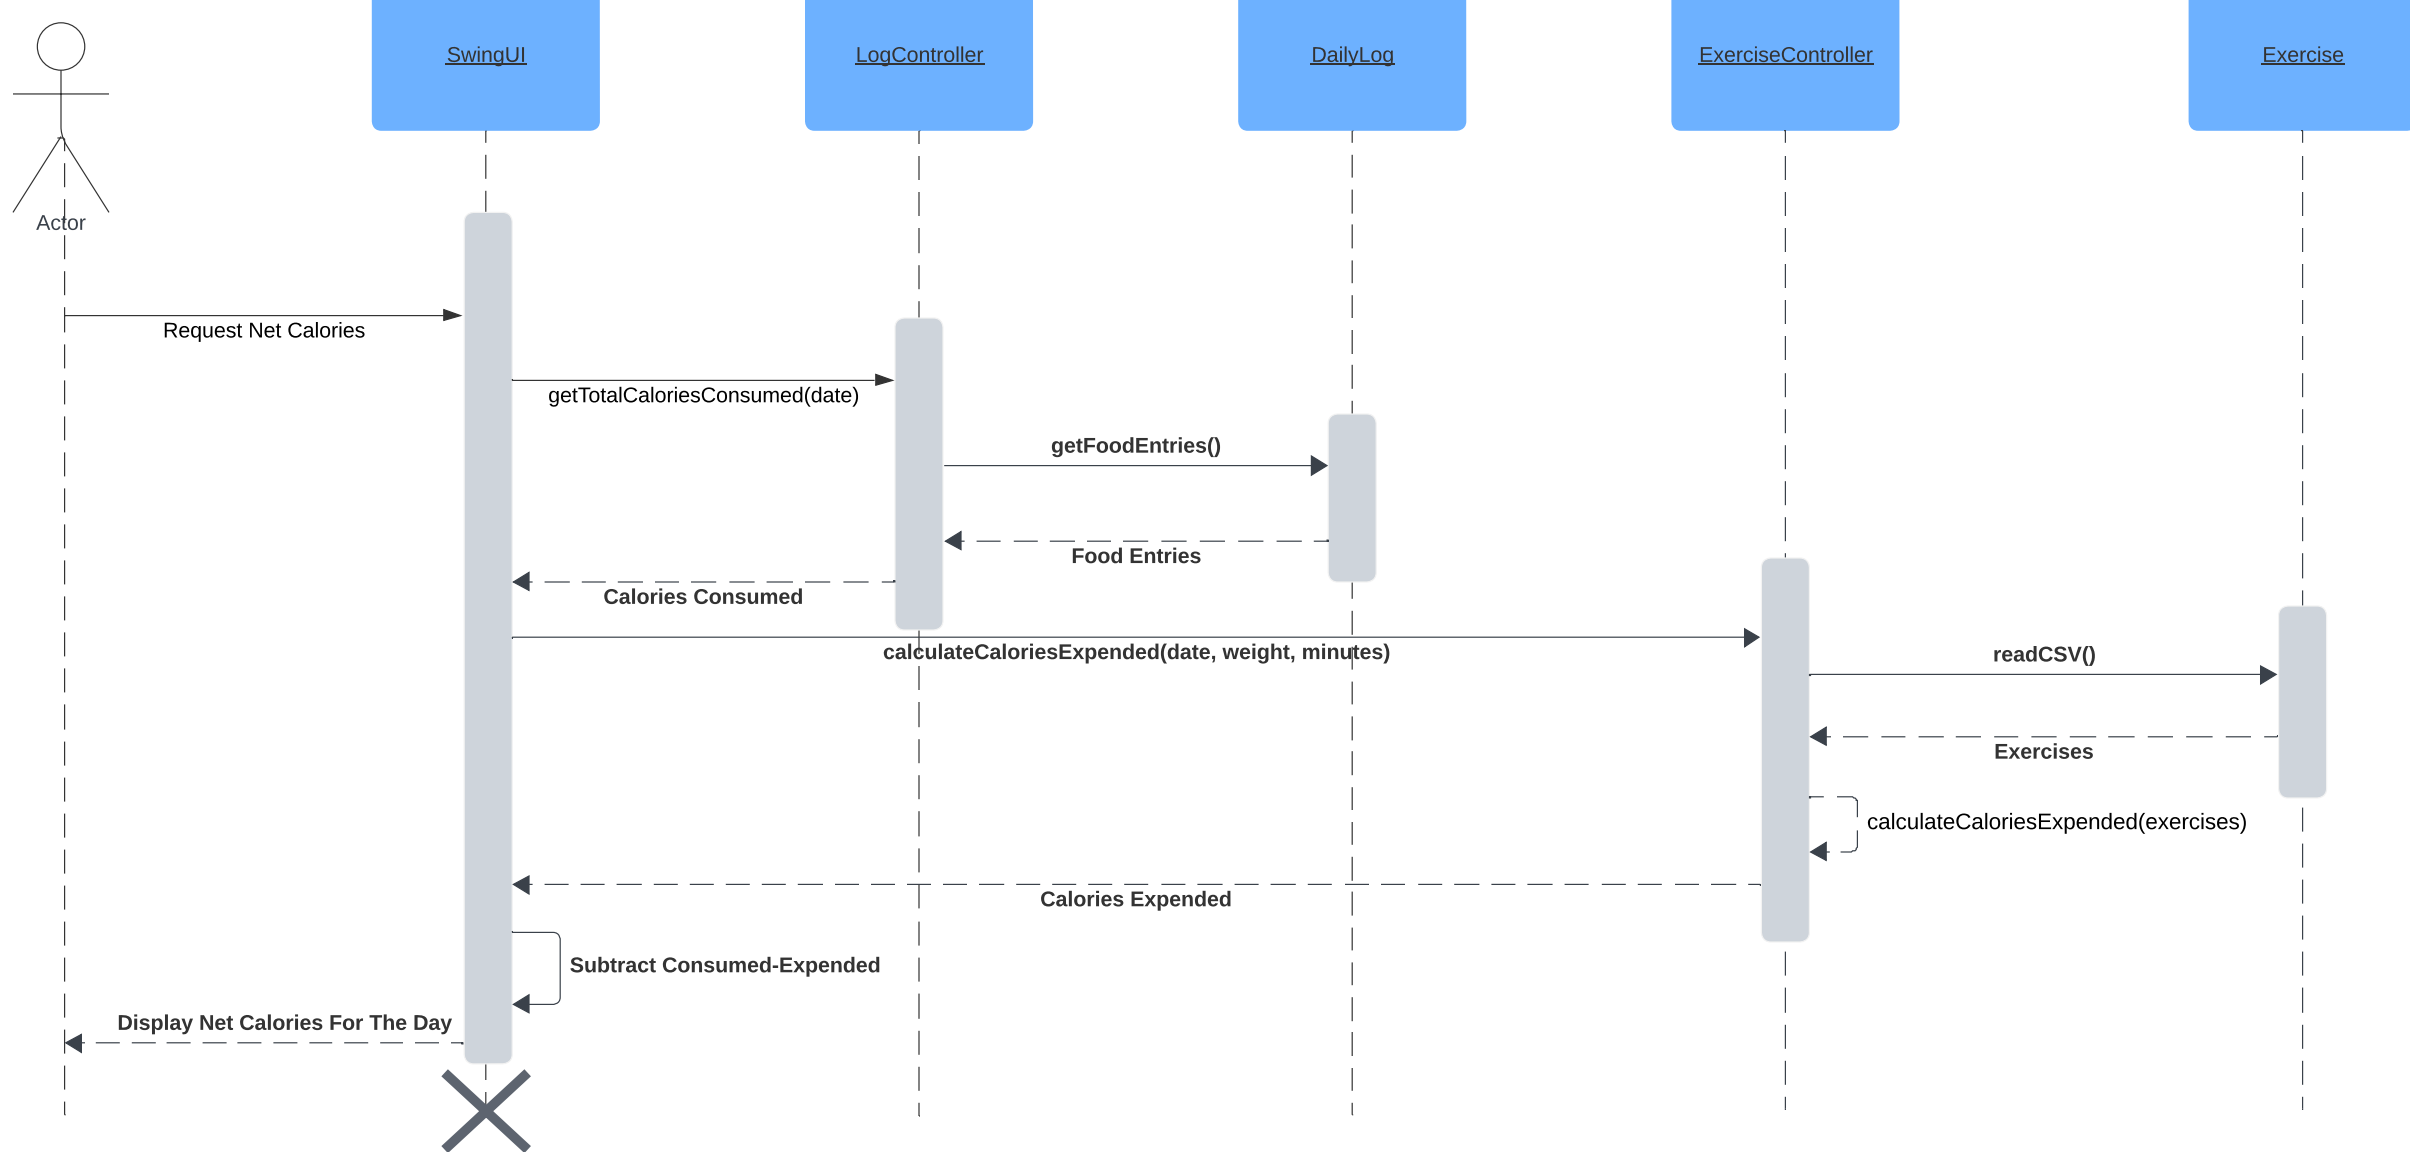 SwingUI
LogController
DailyLog
ExerciseController
Exercise
Actor
Request Net Calories
getTotalCaloriesConsumed(date)
getFoodEntries()
Food Entries
Calories Consumed
calculateCaloriesExpended(date, weight, minutes)
readCSV()
Exercises
calculateCaloriesExpended(exercises)
Calories Expended
Subtract Consumed-Expended
Display Net Calories For The Day